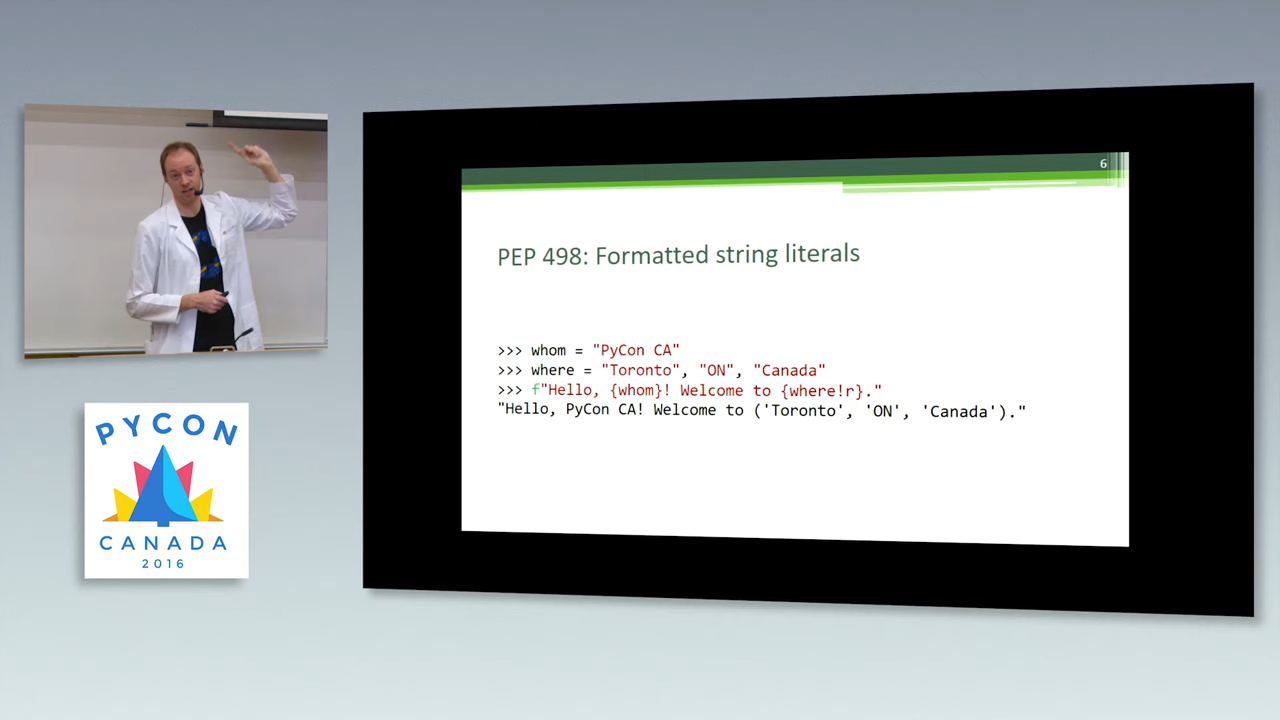 6
PEP 498: Formatted string literals
>>> whom = "PyCon CA"
>>> where = "Toronto", "ON", "Canada"
>>> f"Hello, {whom}! Welcome to {where!r}."
"Hello, PyCon CA! Welcome to ('Toronto', 'ON', 'Canada')."
PYCON
CANADA
2016